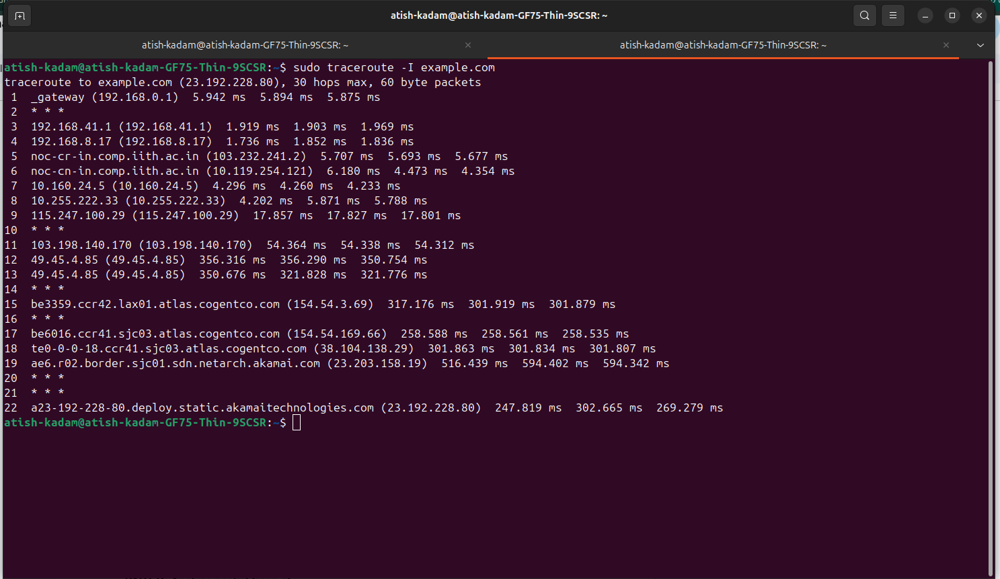 atish-kadam@atish-kadam-GF75-Thin-9SCSR: ~
atish-kadam@atish-kadam-GF75-Thin-9SCSR: ~
atish-kadam@atish-kadam-GF75-Thin-9SCSR: ~
atish-kadam@atish-kadam-GF75-Thin-9SCSR:~$ sudo traceroute -I example.com
traceroute to example.com (23.192.228.80), 30 hops max, 60 byte packets
 1  _gateway (192.168.0.1)  5.942 ms  5.894 ms  5.875 ms
 2  * * *
 3  192.168.41.1 (192.168.41.1)  1.919 ms  1.903 ms  1.969 ms
 4  192.168.8.17 (192.168.8.17)  1.736 ms  1.852 ms  1.836 ms
 5  noc-cr-in.comp.iith.ac.in (103.232.241.2)  5.707 ms  5.693 ms  5.677 ms
 6  noc-cn-in.comp.iith.ac.in (10.119.254.121)  6.180 ms  4.473 ms  4.354 ms
 7  10.160.24.5 (10.160.24.5)  4.296 ms  4.260 ms  4.233 ms
 8  10.255.222.33 (10.255.222.33)  4.202 ms  5.871 ms  5.788 ms
 9  115.247.100.29 (115.247.100.29)  17.857 ms  17.827 ms  17.801 ms
10  * * *
11  103.198.140.170 (103.198.140.170)  54.364 ms  54.338 ms  54.312 ms
12  49.45.4.85 (49.45.4.85)  356.316 ms  356.290 ms  350.754 ms
13  49.45.4.85 (49.45.4.85)  350.676 ms  321.828 ms  321.776 ms
14  * * *
15  be3359.ccr42.lax01.atlas.cogentco.com (154.54.3.69)  317.176 ms  301.919 ms  301.879 ms
16  * * *
17  be6016.ccr41.sjc03.atlas.cogentco.com (154.54.169.66)  258.588 ms  258.561 ms  258.535 ms
18  te0-0-0-18.ccr41.sjc03.atlas.cogentco.com (38.104.138.29)  301.863 ms  301.834 ms  301.807 ms
19  ae6.r02.border.sjc01.sdn.netarch.akamai.com (23.203.158.19)  516.439 ms  594.402 ms  594.342 ms
20  * * *
21  * * *
22  a23-192-228-80.deploy.static.akamaitechnologies.com (23.192.228.80)  247.819 ms  302.665 ms  269.279 ms
atish-kadam@atish-kadam-GF75-Thin-9SCSR:~$